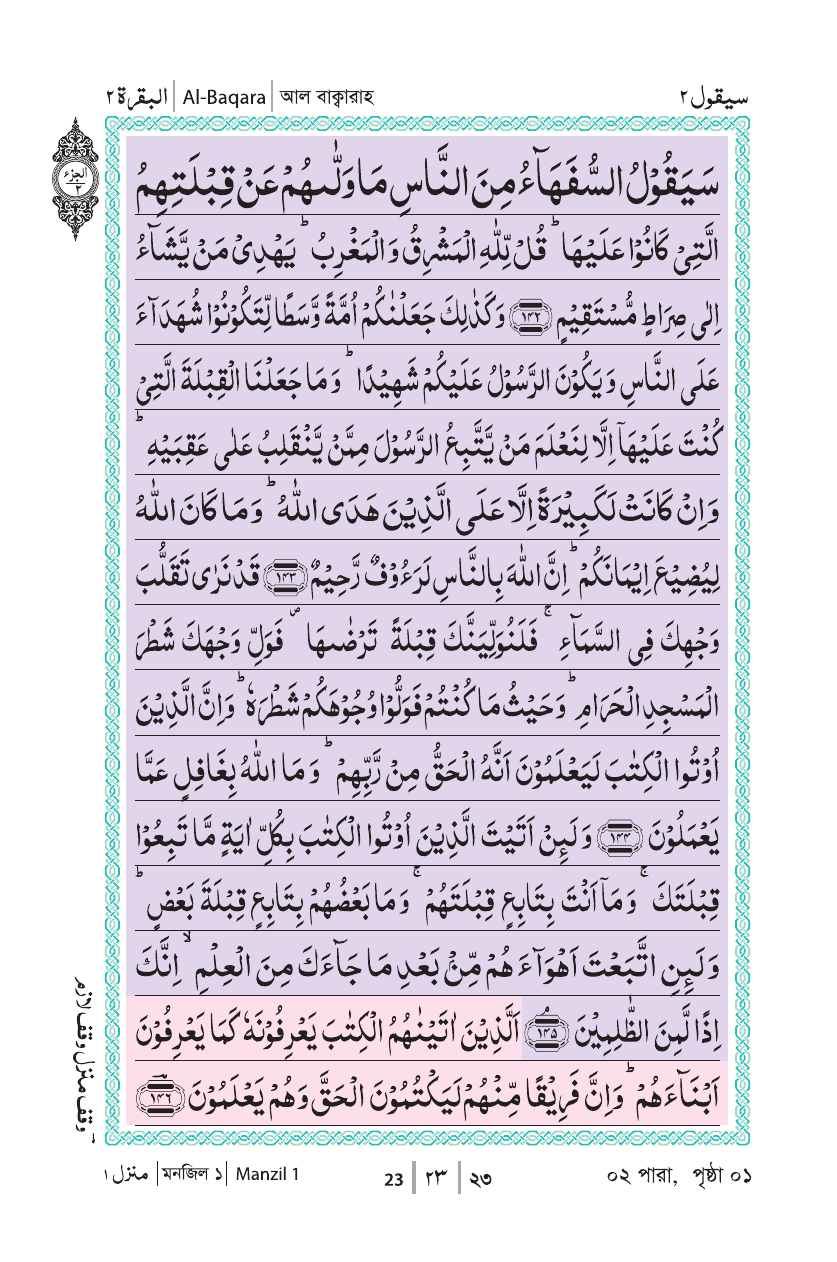 البقرة ٢ | Al-Baqara | আল বাক্বারাহ
سيقول ٢
الجزء ٢
سَيَقُوْلُ السُّفَهَآءُ مِنَ النَّاسِ مَا وَلّٰىهُمْ عَنْ قِبْلَتِهِمُ
الَّتِيْ كَانُوْا عَلَيْهَا ؕ قُلْ لِّلّٰهِ الْمَشْرِقُ وَالْمَغْرِبُ ؕ يَهْدِيْ مَنْ يَّشَآءُ
اِلٰى صِرَاطٍ مُّسْتَقِيْمٍ ﴿١٤٢﴾ وَكَذٰلِكَ جَعَلْنٰكُمْ اُمَّةً وَّسَطًا لِّتَكُوْنُوْا شُهَدَآءَ
عَلَى النَّاسِ وَيَكُوْنَ الرَّسُوْلُ عَلَيْكُمْ شَهِيْدًا ؕ وَمَا جَعَلْنَا الْقِبْلَةَ الَّتِيْ
كُنْتَ عَلَيْهَآ اِلَّا لِنَعْلَمَ مَنْ يَّتَّبِعُ الرَّسُوْلَ مِمَّنْ يَّنْقَلِبُ عَلٰى عَقِبَيْهِ ؕ
وَاِنْ كَانَتْ لَكَبِيْرَةً اِلَّا عَلَى الَّذِيْنَ هَدَى اللّٰهُ ؕ وَمَا كَانَ اللّٰهُ
لِيُضِيْعَ اِيْمَانَكُمْ ؕ اِنَّ اللّٰهَ بِالنَّاسِ لَرَءُوْفٌ رَّحِيْمٌ ﴿١٤٣﴾ قَدْ نَرٰى تَقَلُّبَ
وَجْهِكَ فِي السَّمَآءِ ۚ فَلَنُوَلِّيَنَّكَ قِبْلَةً تَرْضٰىهَا ۪ فَوَلِّ وَجْهَكَ شَطْرَ
الْمَسْجِدِ الْحَرَامِ ؕ وَحَيْثُ مَا كُنْتُمْ فَوَلُّوْا وُجُوْهَكُمْ شَطْرَهٗ ؕ وَاِنَّ الَّذِيْنَ
اُوْتُوا الْكِتٰبَ لَيَعْلَمُوْنَ اَنَّهُ الْحَقُّ مِنْ رَّبِّهِمْ ؕ وَمَا اللّٰهُ بِغَافِلٍ عَمَّا
يَعْمَلُوْنَ ﴿١٤٤﴾ وَلَىِٕنْ اَتَيْتَ الَّذِيْنَ اُوْتُوا الْكِتٰبَ بِكُلِّ اٰيَةٍ مَّا تَبِعُوْا
قِبْلَتَكَ ۚ وَمَآ اَنْتَ بِتَابِعٍ قِبْلَتَهُمْ ۚ وَمَا بَعْضُهُمْ بِتَابِعٍ قِبْلَةَ بَعْضٍ ؕ
وَلَىِٕنِ اتَّبَعْتَ اَهْوَآءَهُمْ مِّنْۢ بَعْدِ مَا جَآءَكَ مِنَ الْعِلْمِ ۙ اِنَّكَ
اِذًا لَّمِنَ الظّٰلِمِيْنَ ﴿١٤٥﴾ۘ اَلَّذِيْنَ اٰتَيْنٰهُمُ الْكِتٰبَ يَعْرِفُوْنَهٗ كَمَا يَعْرِفُوْنَ
اَبْنَآءَهُمْ ؕ وَاِنَّ فَرِيْقًا مِّنْهُمْ لَيَكْتُمُوْنَ الْحَقَّ وَهُمْ يَعْلَمُوْنَ ﴿١٤٦﴾ؔ
وقف منزل وقف لازم
منزل ١ | মনজিল ১ | Manzil 1
23 | ٢٣ | ২৩
০২ পারা, পৃষ্ঠা ০১